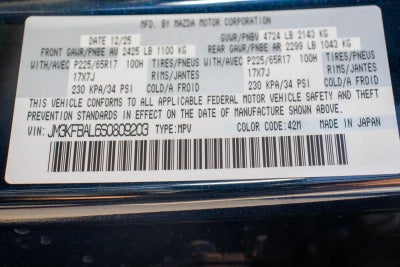 MFD. BY MAZDA MOTOR CORPORATION
DATE 12/25 GVWR/PNBV 4724 LB 2143 KG
FRONT GAWR/PNBE AV 2425 LB 1100 KG REAR GAWR/PNBE AR 2299 LB 1043 KG
WITH/AVEC P225/65R17 100H TIRES/PNEUS WITH/AVEC P225/65R17 100H TIRES/PNEUS
17X7J RIMS/JANTES 17X7J RIMS/JANTES
230 KPA/34 PSI COLD/A FROID 230 KPA/34 PSI COLD/A FROID
THIS VEHICLE CONFORMS TO ALL APPLICABLE FEDERAL MOTOR VEHICLE SAFETY AND THEFT
PREVENTION STANDARDS IN EFFECT ON THE DATE OF MANUFACTURE SHOWN ABOVE.
VIN: JM3KFBAL6S0809203 TYPE:MPV COLOR CODE:42M MADE IN JAPAN